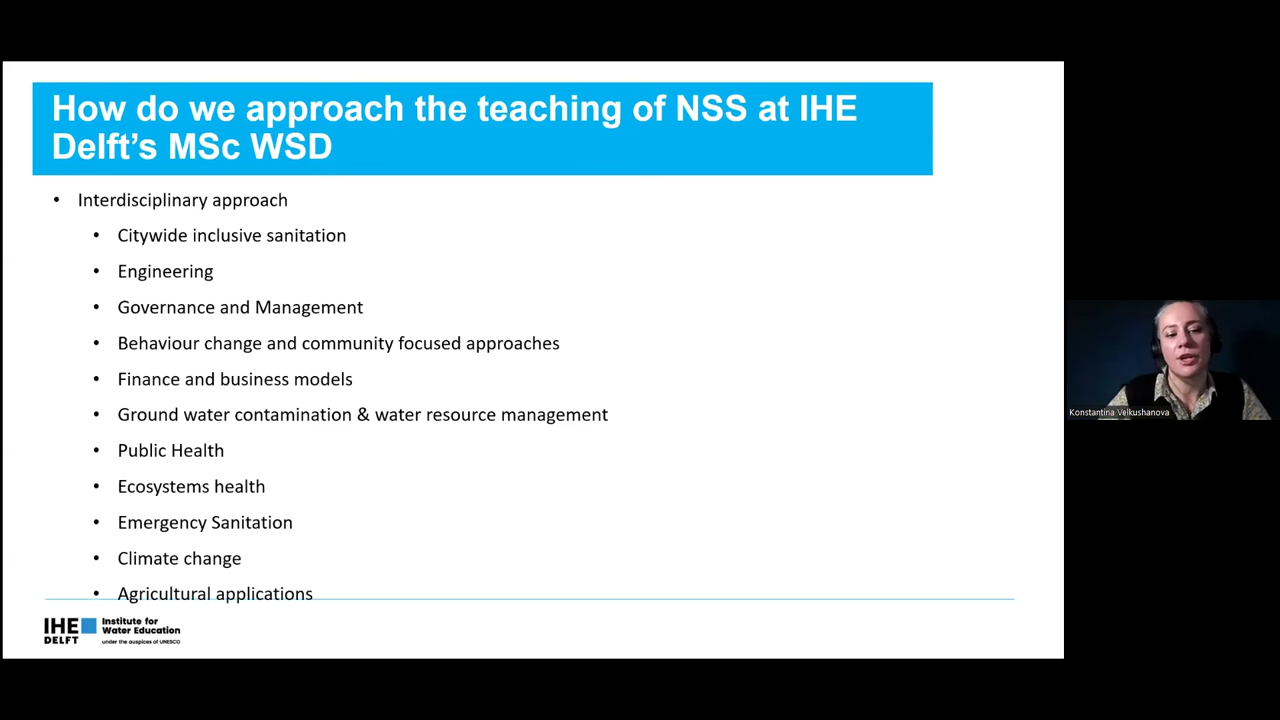 How do we approach the teaching of NSS at IHE
Delft's MSc WSD
• Interdisciplinary approach
• Citywide inclusive sanitation
• Engineering
• Governance and Management
• Behaviour change and community focused approaches
• Finance and business models
• Ground water contamination & water resource management
• Public Health
• Ecosystems health
• Emergency Sanitation
• Climate change
• Agricultural applications
IHE DELFT
Institute for
Water Education
under the auspices of UNESCO
Konstantina Velkushanova